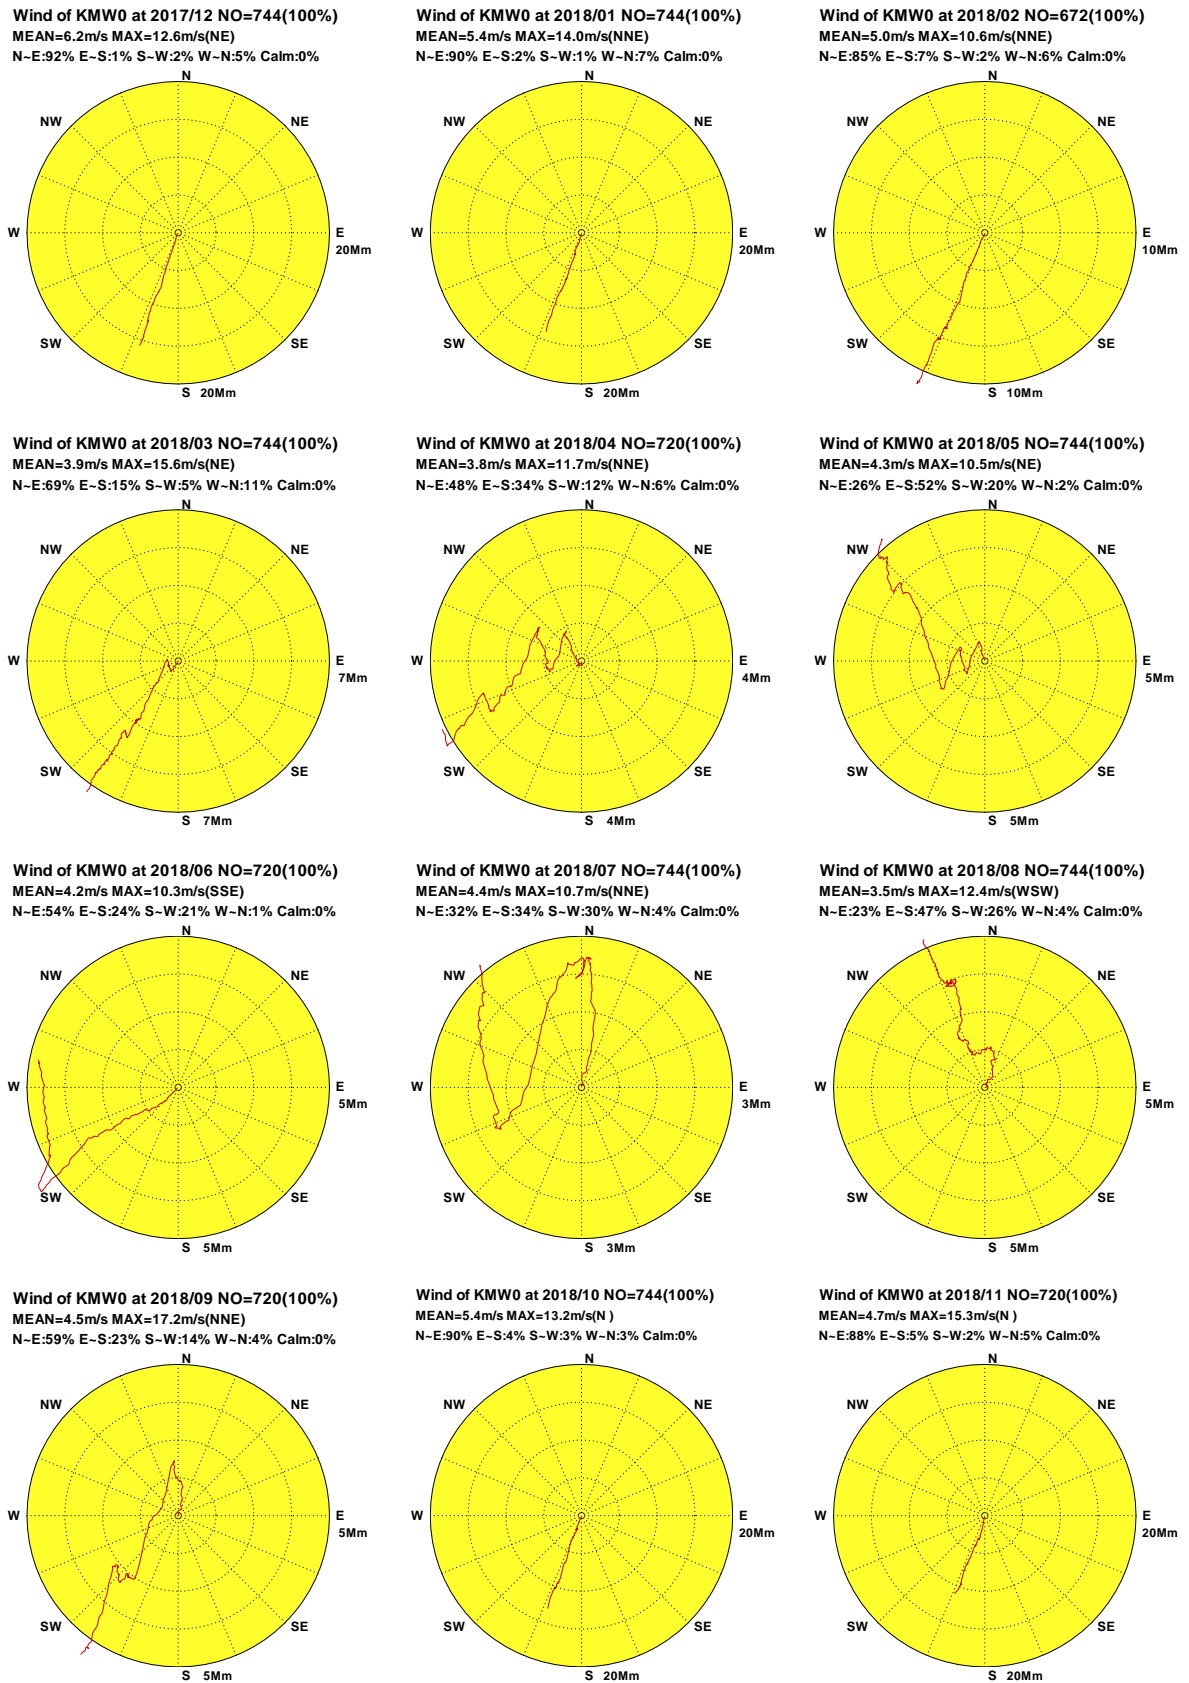 Wind of KMW0 at 2017/12 NO=744(100%)
MEAN=6.2m/s MAX=12.6m/s(NE)
N~E:92% E~S:1% S~W:2% W~N:5% Calm:0%
N
NW
NE
W
E
20Mm
SW
SE
S 20Mm
Wind of KMW0 at 2018/01 NO=744(100%)
MEAN=5.4m/s MAX=14.0m/s(NNE)
N~E:90% E~S:2% S~W:1% W~N:7% Calm:0%
N
NW
NE
W
E
20Mm
SW
SE
S 20Mm
Wind of KMW0 at 2018/02 NO=672(100%)
MEAN=5.0m/s MAX=10.6m/s(NNE)
N~E:85% E~S:7% S~W:2% W~N:6% Calm:0%
N
NW
NE
W
E
10Mm
SW
SE
S 10Mm
Wind of KMW0 at 2018/03 NO=744(100%)
MEAN=3.9m/s MAX=15.6m/s(NE)
N~E:69% E~S:15% S~W:5% W~N:11% Calm:0%
N
NW
NE
W
E
7Mm
SW
SE
S 7Mm
Wind of KMW0 at 2018/04 NO=720(100%)
MEAN=3.8m/s MAX=11.7m/s(NNE)
N~E:48% E~S:34% S~W:12% W~N:6% Calm:0%
N
NW
NE
W
E
4Mm
SW
SE
S 4Mm
Wind of KMW0 at 2018/05 NO=744(100%)
MEAN=4.3m/s MAX=10.5m/s(NE)
N~E:26% E~S:52% S~W:20% W~N:2% Calm:0%
N
NW
NE
W
E
5Mm
SW
SE
S 5Mm
Wind of KMW0 at 2018/06 NO=720(100%)
MEAN=4.2m/s MAX=10.3m/s(SSE)
N~E:54% E~S:24% S~W:21% W~N:1% Calm:0%
N
NW
NE
W
E
5Mm
SW
SE
S 5Mm
Wind of KMW0 at 2018/07 NO=744(100%)
MEAN=4.4m/s MAX=10.7m/s(NNE)
N~E:32% E~S:34% S~W:30% W~N:4% Calm:0%
N
NW
NE
W
E
3Mm
SW
SE
S 3Mm
Wind of KMW0 at 2018/08 NO=744(100%)
MEAN=3.5m/s MAX=12.4m/s(WSW)
N~E:23% E~S:47% S~W:26% W~N:4% Calm:0%
N
NW
NE
W
E
5Mm
SW
SE
S 5Mm
Wind of KMW0 at 2018/09 NO=720(100%)
MEAN=4.5m/s MAX=17.2m/s(NNE)
N~E:59% E~S:23% S~W:14% W~N:4% Calm:0%
N
NW
NE
W
E
5Mm
SW
SE
S 5Mm
Wind of KMW0 at 2018/10 NO=744(100%)
MEAN=5.4m/s MAX=13.2m/s(N )
N~E:90% E~S:4% S~W:3% W~N:3% Calm:0%
N
NW
NE
W
E
20Mm
SW
SE
S 20Mm
Wind of KMW0 at 2018/11 NO=720(100%)
MEAN=4.7m/s MAX=15.3m/s(N )
N~E:88% E~S:5% S~W:2% W~N:5% Calm:0%
N
NW
NE
W
E
20Mm
SW
SE
S 20Mm